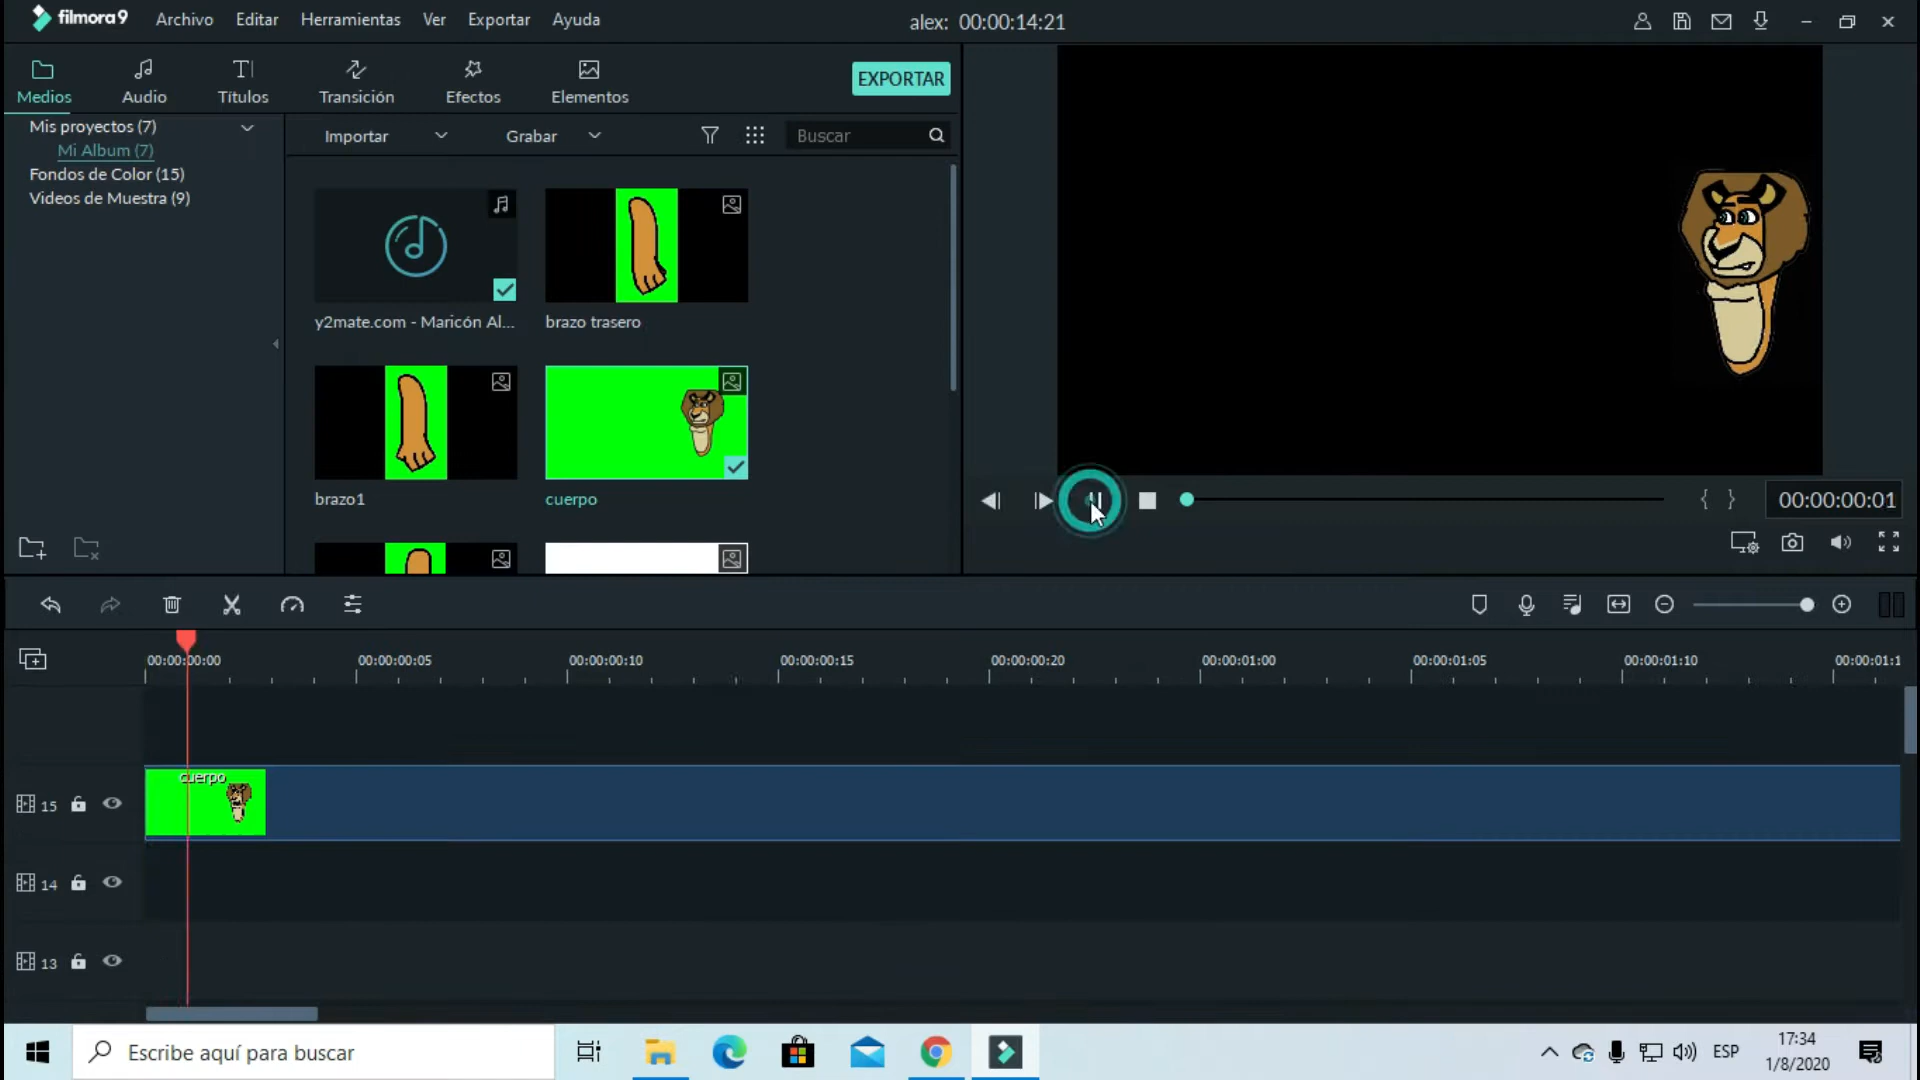 filmora9
Archivo Editar Herramientas Ver Exportar Ayuda
alex: 00:00:14:21
Medios Audio Títulos Transición Efectos Elementos
EXPORTAR
Mis proyectos (7)
Mi Album (7)
Fondos de Color (15)
Videos de Muestra (9)
Importar Grabar Buscar
y2mate.com - Maricón Al...
brazo trasero
brazo1
cuerpo
00:00:00:01
00:00:00:00 00:00:00:05 00:00:00:10 00:00:00:15 00:00:00:20 00:00:01:00 00:00:01:05 00:00:01:10 00:00:01:1
cuerpo
15
14
13
Escribe aquí para buscar
ESP
17:34
1/8/2020